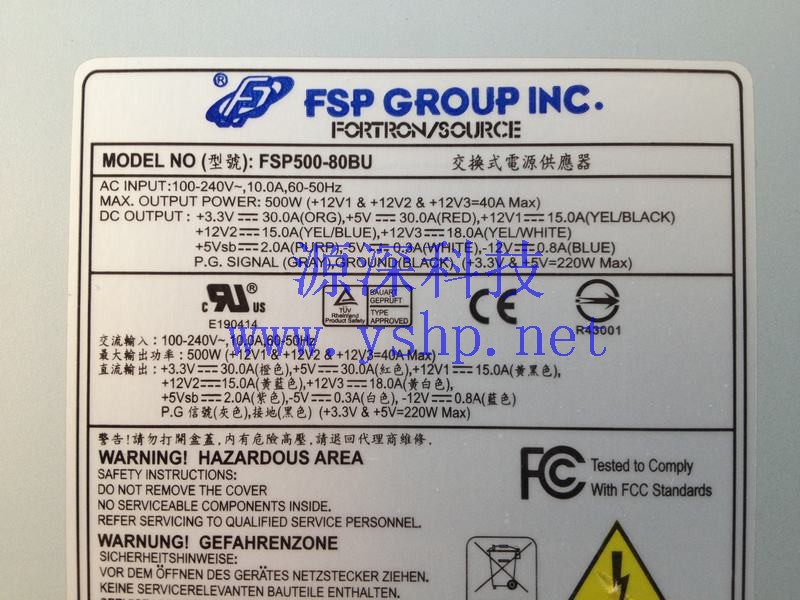 ® FSP GROUP INC.
FORTRON/SOURCE
MODEL NO (型號): FSP500-80BU 交換式電源供應器
AC INPUT:100-240V~,10.0A,60-50Hz
MAX. OUTPUT POWER: 500W (+12V1 & +12V2 & +12V3=40A Max)
DC OUTPUT : +3.3V ⎓ 30.0A(ORG),+5V ⎓ 30.0A(RED),+12V1⎓ 15.0A(YEL/BLACK)
+12V2⎓ 15.0A(YEL/BLUE),+12V3⎓ 18.0A(YEL/WHITE)
+5Vsb⎓2.0A(PURP),-5V⎓0.3A(WHITE),-12V⎓0.8A(BLUE)
P.G. SIGNAL (GRAY),GROUND(BLACK) (+3.3V & +5V=220W MAX)
源深科技
www.yshp.net
c RU ® US
E190414
TÜV
Rheinland
Product Safety
BAUART
GEPRÜFT
TYPE
APPROVED
CE
R43001
交流輸入 : 100-240V~,10.0A,60-50Hz
最大輸出功率 : 500W (+12V1 & +12V2 & +12V3=40A Max)
直流輸出 : +3.3V⎓30.0A(橙色),+5V⎓30.0A(紅色),+12V1⎓15.0A(黃黑色),
+12V2⎓15.0A(黃藍色),+12V3⎓18.0A(黃白色),
+5Vsb⎓2.0A(紫色),-5V⎓0.3A(白色), -12V⎓0.8A(藍色)
P.G 信號(灰色),接地(黑色) (+3.3V & +5V=220W MAX)
警告!請勿打開盒蓋,內有危險高壓,請退回代理商維修.
WARNING! HAZARDOUS AREA
SAFETY INSTRUCTIONS:
DO NOT REMOVE THE COVER
NO SERVICEABLE COMPONENTS INSIDE.
REFER SERVICING TO QUALIFIED SERVICE PERSONNEL.
FC Tested to Comply
With FCC Standards
WARNUNG! GEFAHRENZONE
SICHERHEITSHINWEISE:
VOR DEM ÖFFNEN DES GERÄTES NETZSTECKER ZIEHEN.
KEINE SERVICERELEVANTEN BAUTEILE ENTHALTEN.